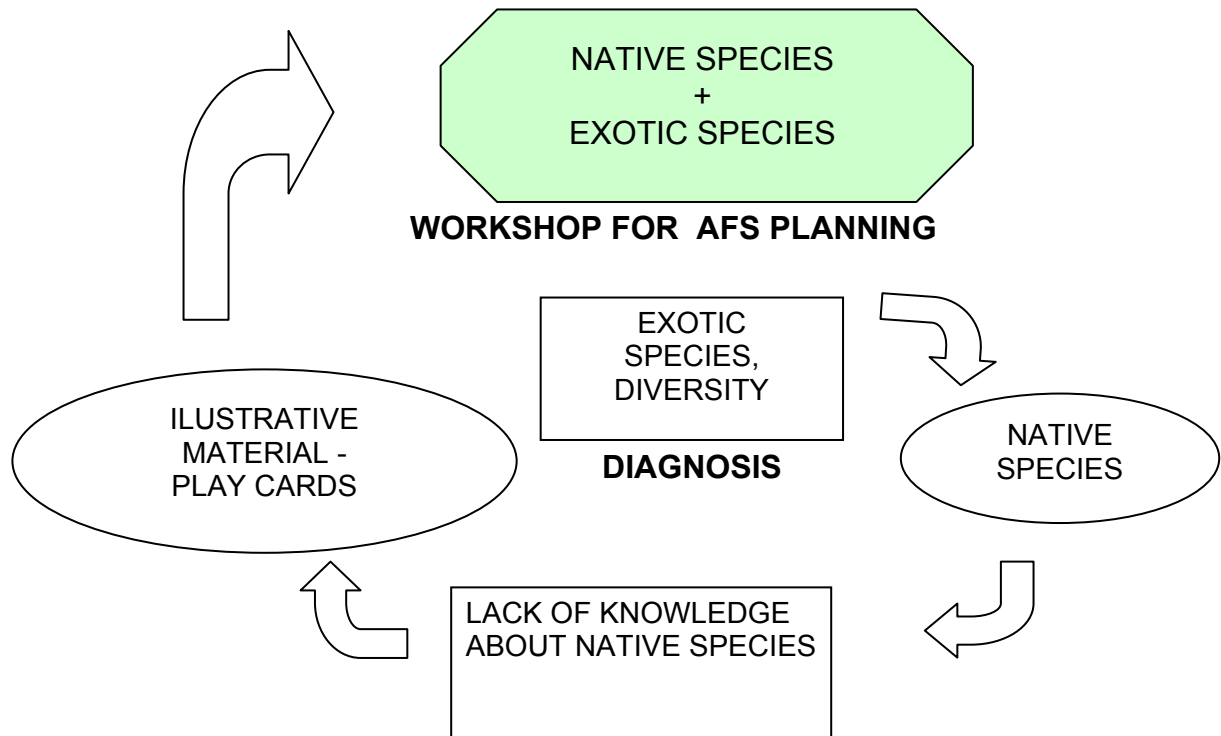 NATIVE SPECIES
+
EXOTIC SPECIES
WORKSHOP FOR AFS PLANNING
EXOTIC
SPECIES,
DIVERSITY
DIAGNOSIS
NATIVE
SPECIES
LACK OF KNOWLEDGE
ABOUT NATIVE SPECIES
ILUSTRATIVE
MATERIAL -
PLAY CARDS